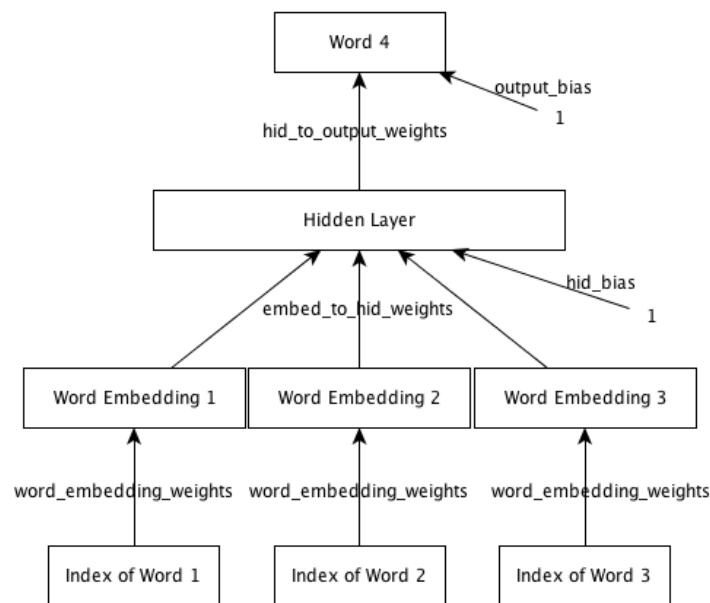 Word 4
output_bias
1
hid_to_output_weights
Hidden Layer
hid_bias
embed_to_hid_weights
1
Word Embedding 1
Word Embedding 2
Word Embedding 3
word_embedding_weights
word_embedding_weights
word_embedding_weights
Index of Word 1
Index of Word 2
Index of Word 3